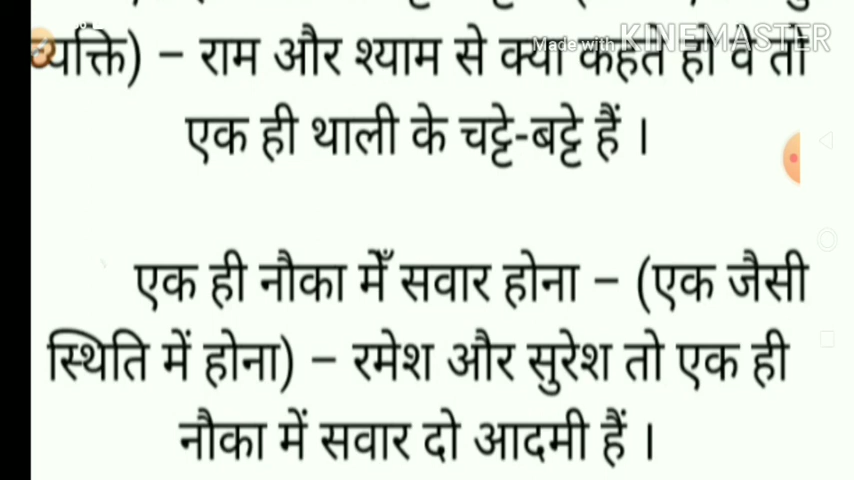 व्यक्ति) – राम और श्याम से क्या कहते हो वे तो
Made with KINEMASTER
एक ही थाली के चट्टे-बट्टे हैं ।
एक ही नौका मेँ सवार होना – (एक जैसी
स्थिति में होना) – रमेश और सुरेश तो एक ही
नौका में सवार दो आदमी हैं ।